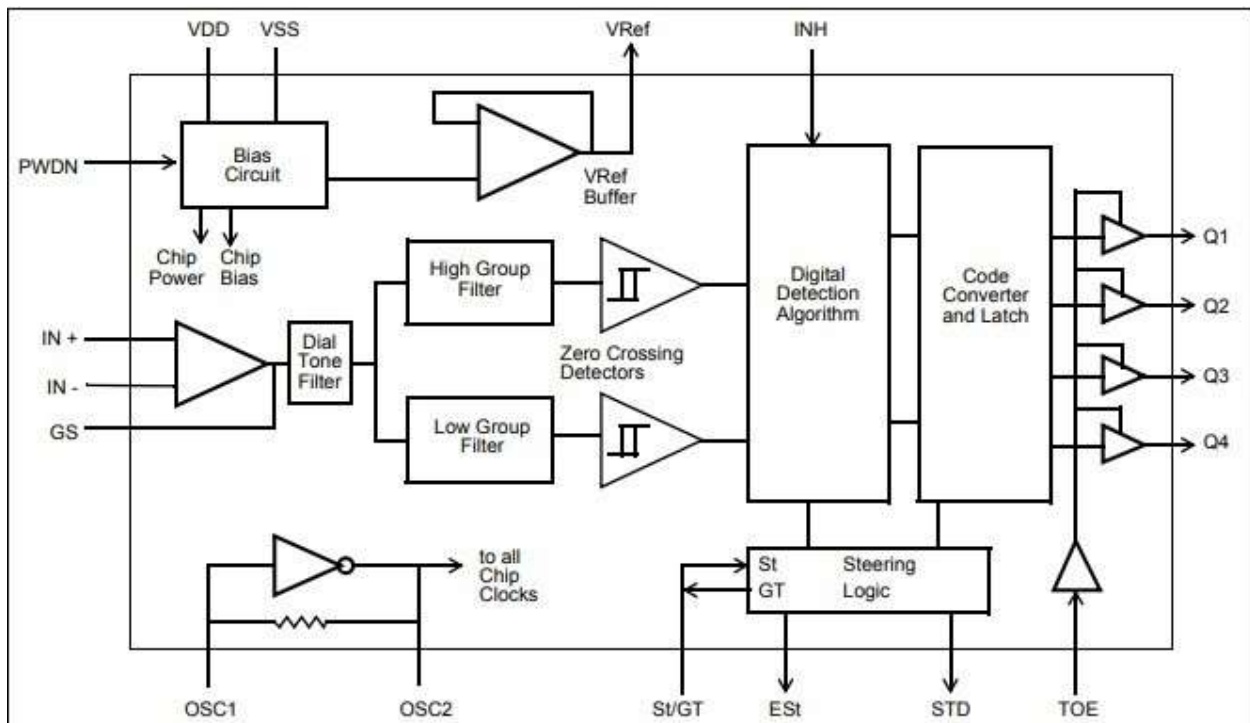 VDD VSS VRef INH
PWDN
Bias
Circuit
VRef
Buffer
Chip
Power
Chip
Bias
High Group
Filter
Digital
Detection
Algorithm
Code
Converter
and Latch
Q1
Q2
Q3
Q4
IN +
IN -
GS
Dial
Tone
Filter
Zero Crossing
Detectors
Low Group
Filter
to all
Chip
Clocks
St Steering
GT Logic
OSC1 OSC2 St/GT ESt STD TOE